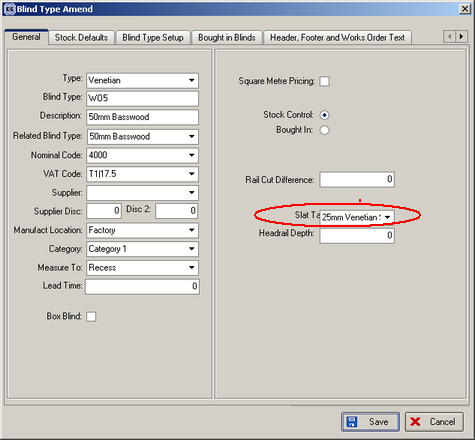 Blind Type Amend
General
Stock Defaults
Blind Type Setup
Bought in Blinds
Header, Footer and Works Order Text
Type: Venetian
Blind Type: W05
Description: 50mm Basswood
Related Blind Type: 50mm Basswood
Nominal Code: 4000
VAT Code: T1|17.5
Supplier:
Supplier Disc: 0 Disc 2: 0
Manufact Location: Factory
Category: Category 1
Measure To: Recess
Lead Time: 0
Box Blind:
Square Metre Pricing:
Stock Control:
Bought In:
Rail Cut Difference: 0
Slat Ta 25mm Venetian
Headrail Depth: 0
Save
Cancel